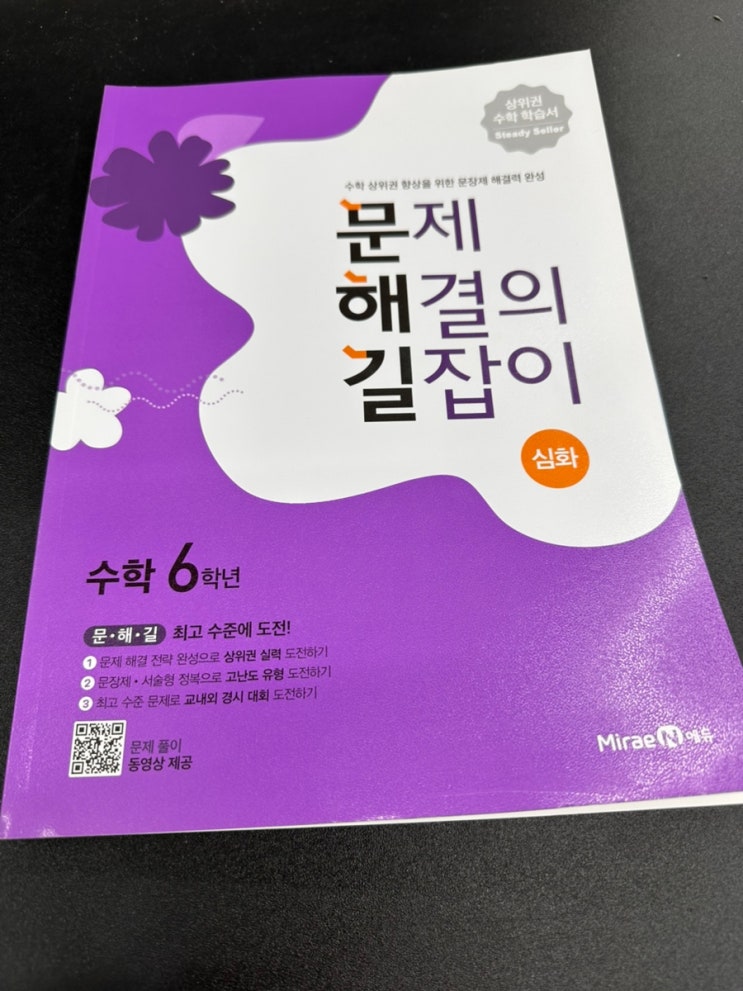 상위권
수학 학습서
Steady Seller
수학 상위권 향상을 위한 문장제 해결력 완성
문제
해결의
길잡이
심화
수학 6학년
문·해·길 최고 수준에 도전!
1 문제 해결 전략 완성으로 상위권 실력 도전하기
2 문장제·서술형 정복으로 고난도 유형 도전하기
3 최고 수준 문제로 교내외 경시 대회 도전하기
문제 풀이
동영상 제공
Mirae N 에듀